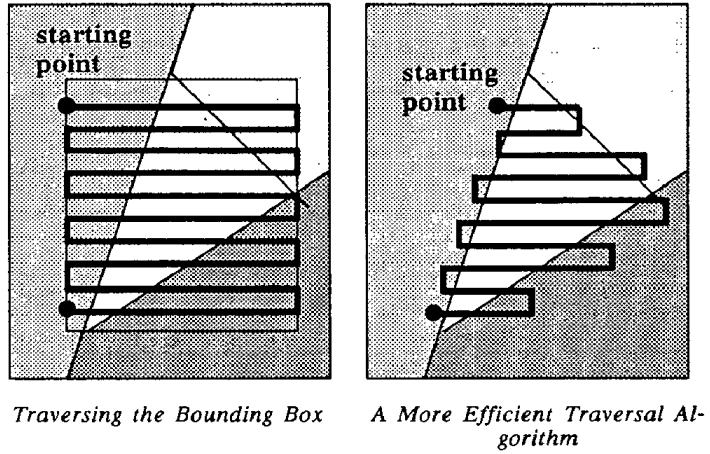 starting
point
starting
point
Traversing the Bounding Box
A More Efficient Traversal Al-
gorithm